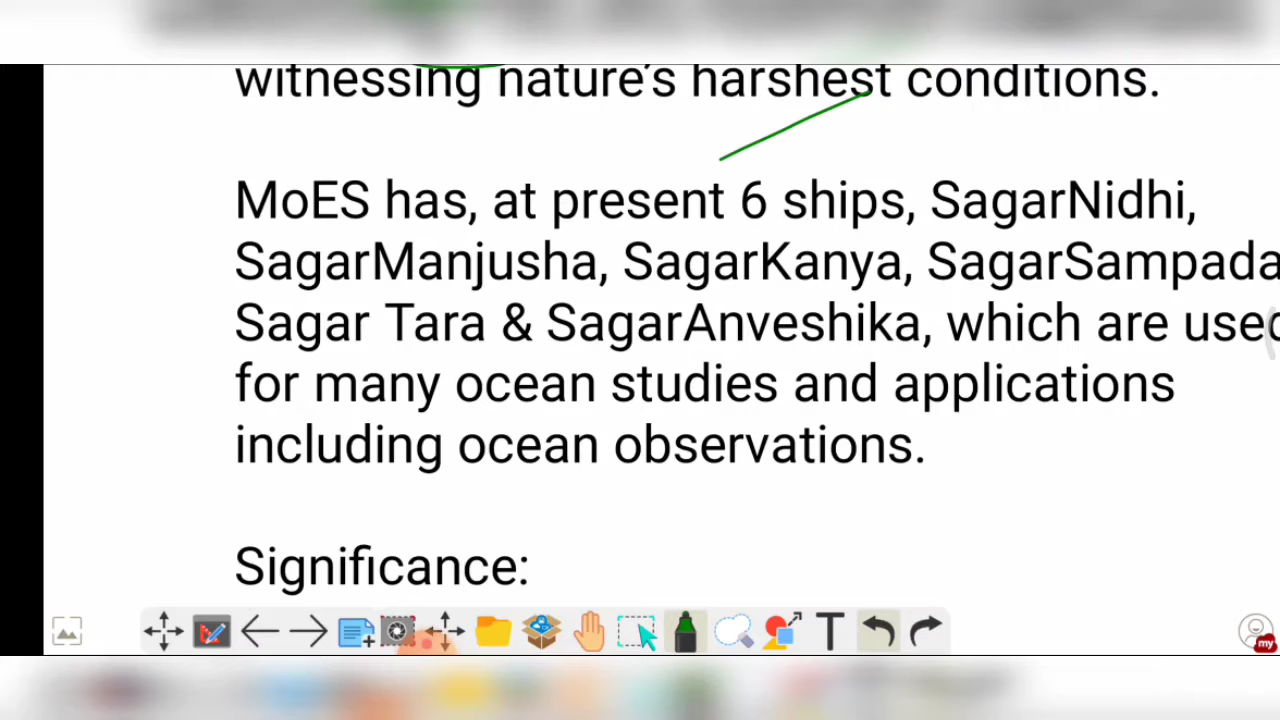 witnessing nature's harshest conditions.
MoES has, at present 6 ships, SagarNidhi,
SagarManjusha, SagarKanya, SagarSampada
Sagar Tara & SagarAnveshika, which are used
for many ocean studies and applications
including ocean observations.
Significance:
T
my